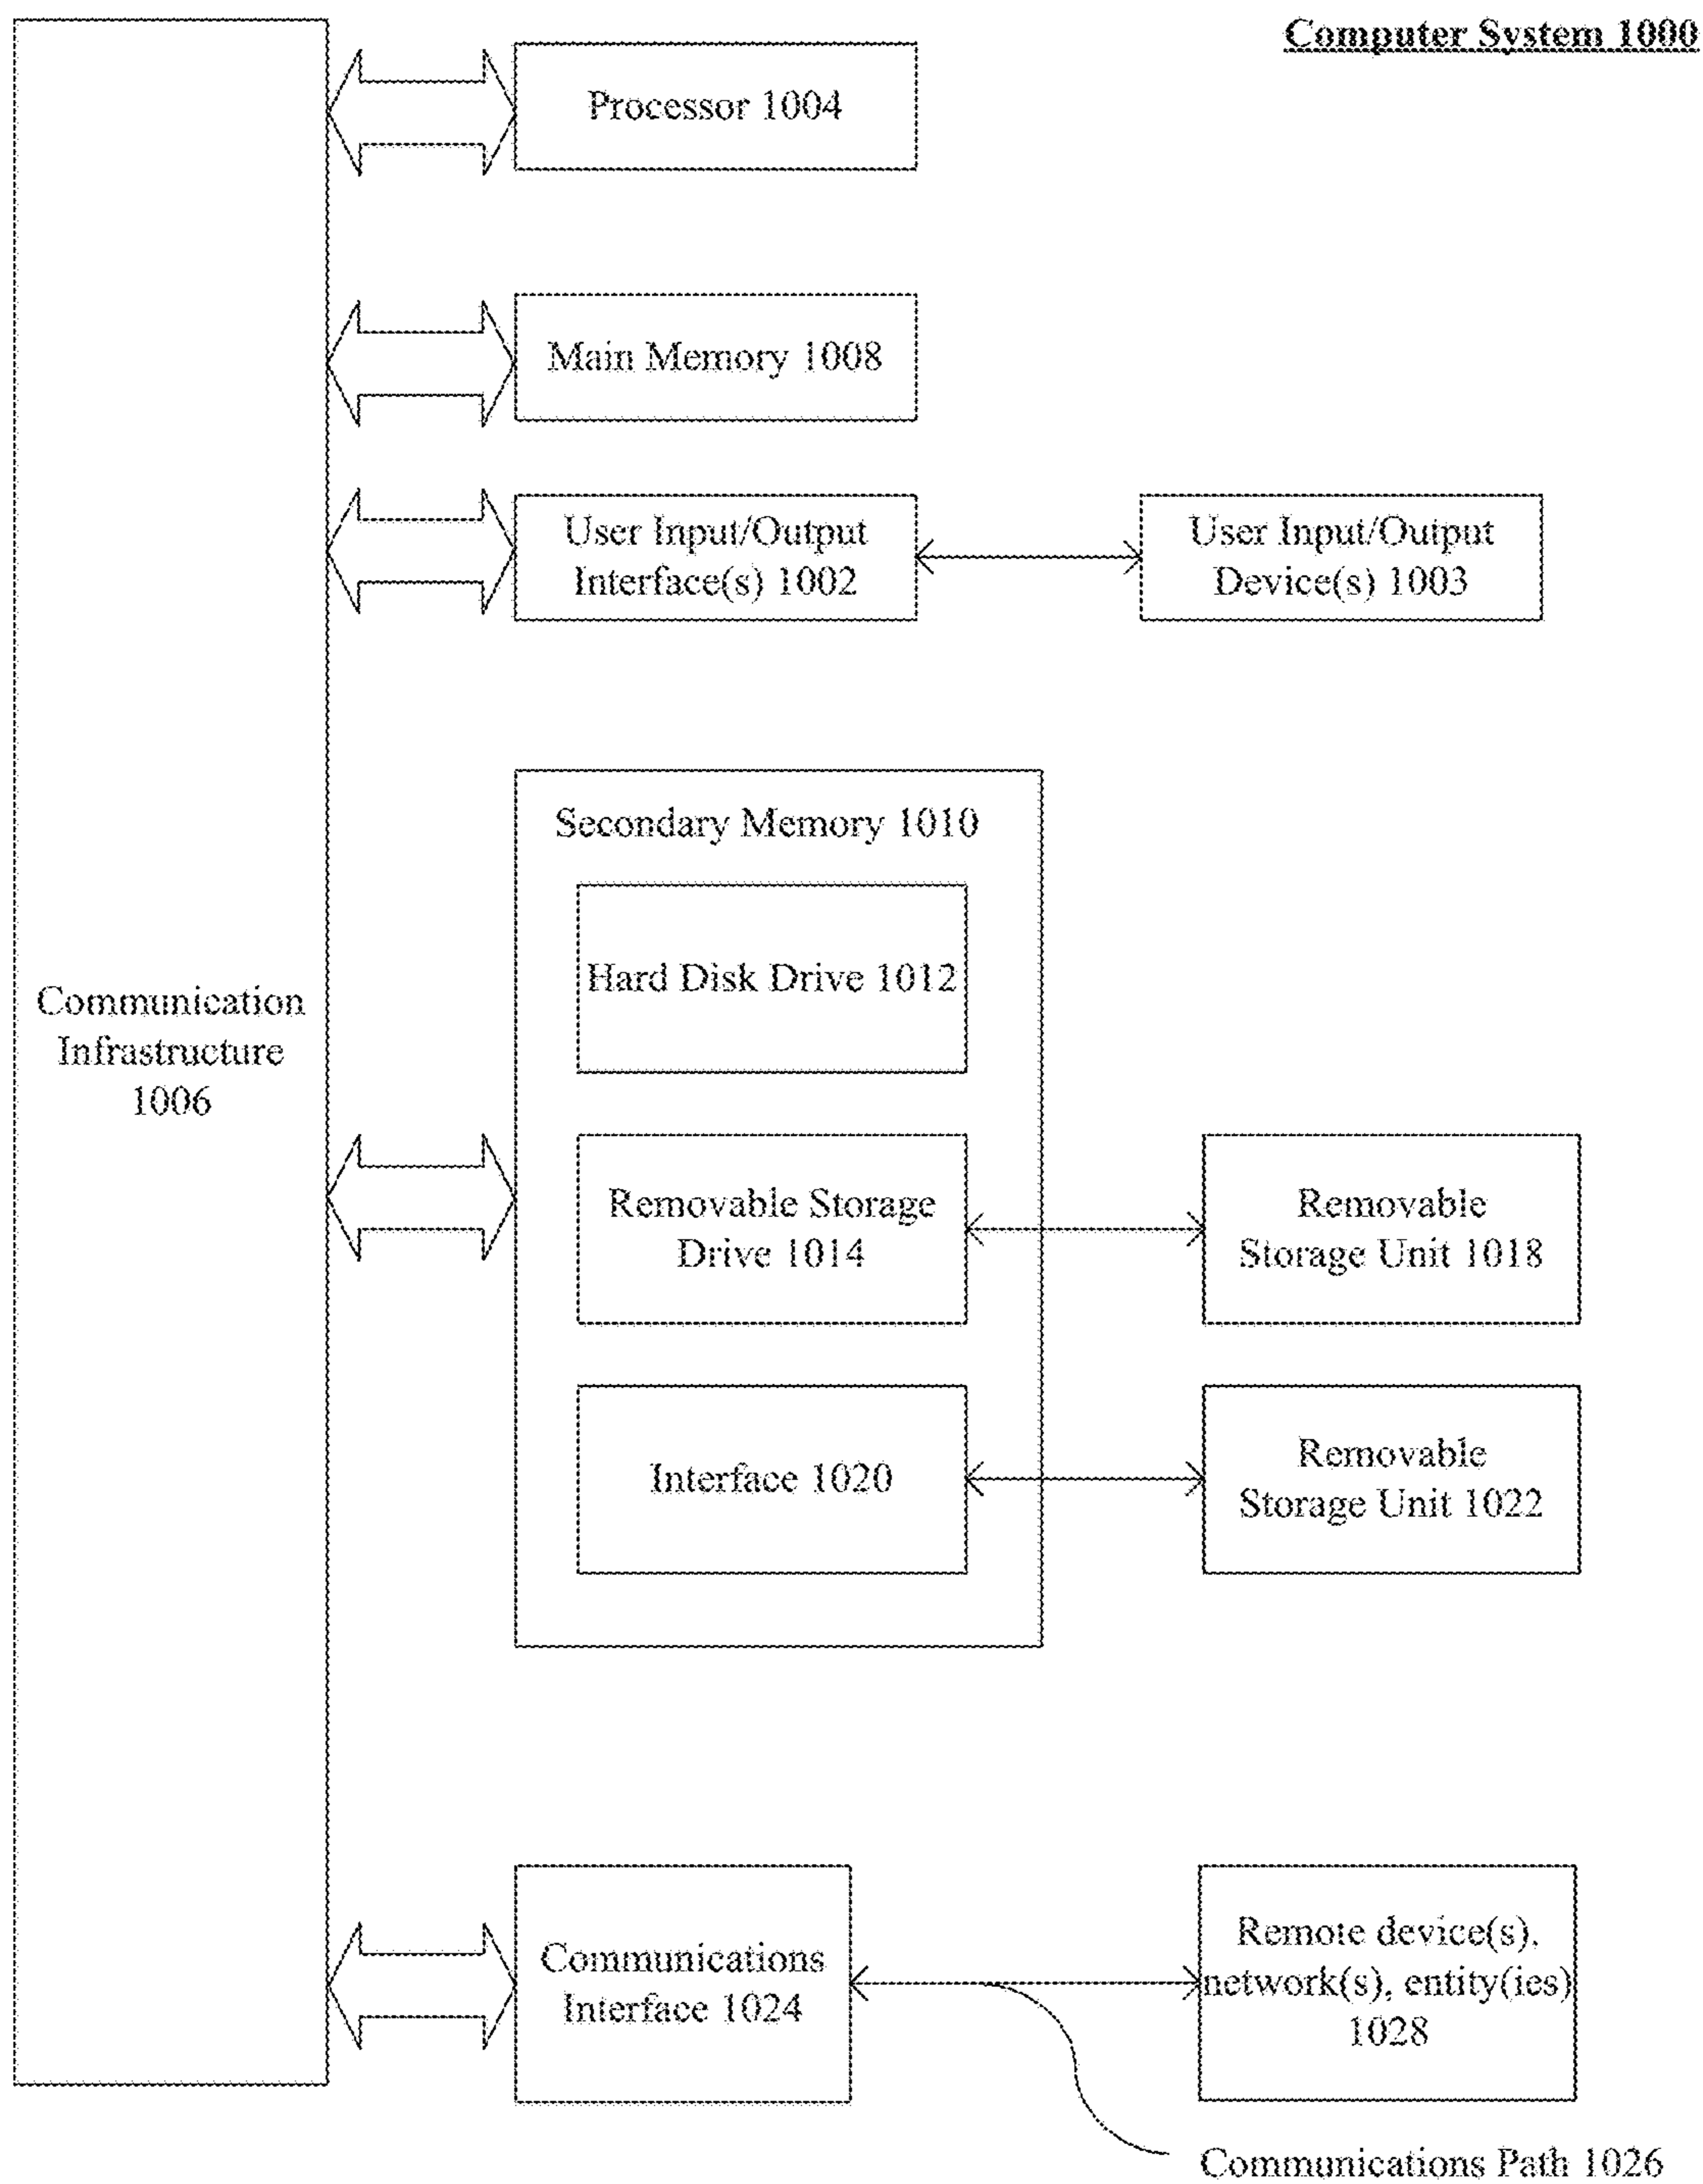 Computer System 1000
Processor 1004
Main Memory 1008
User Input/Output
Interface(s) 1002
User Input/Output
Device(s) 1003
Secondary Memory 1010
Hard Disk Drive 1012
Communication
Infrastructure
1006
Removable Storage
Drive 1014
Removable
Storage Unit 1018
Interface 1020
Removable
Storage Unit 1022
Communications
Interface 1024
Remote device(s),
network(s), entity(ies)
1028
Communications Path 1026